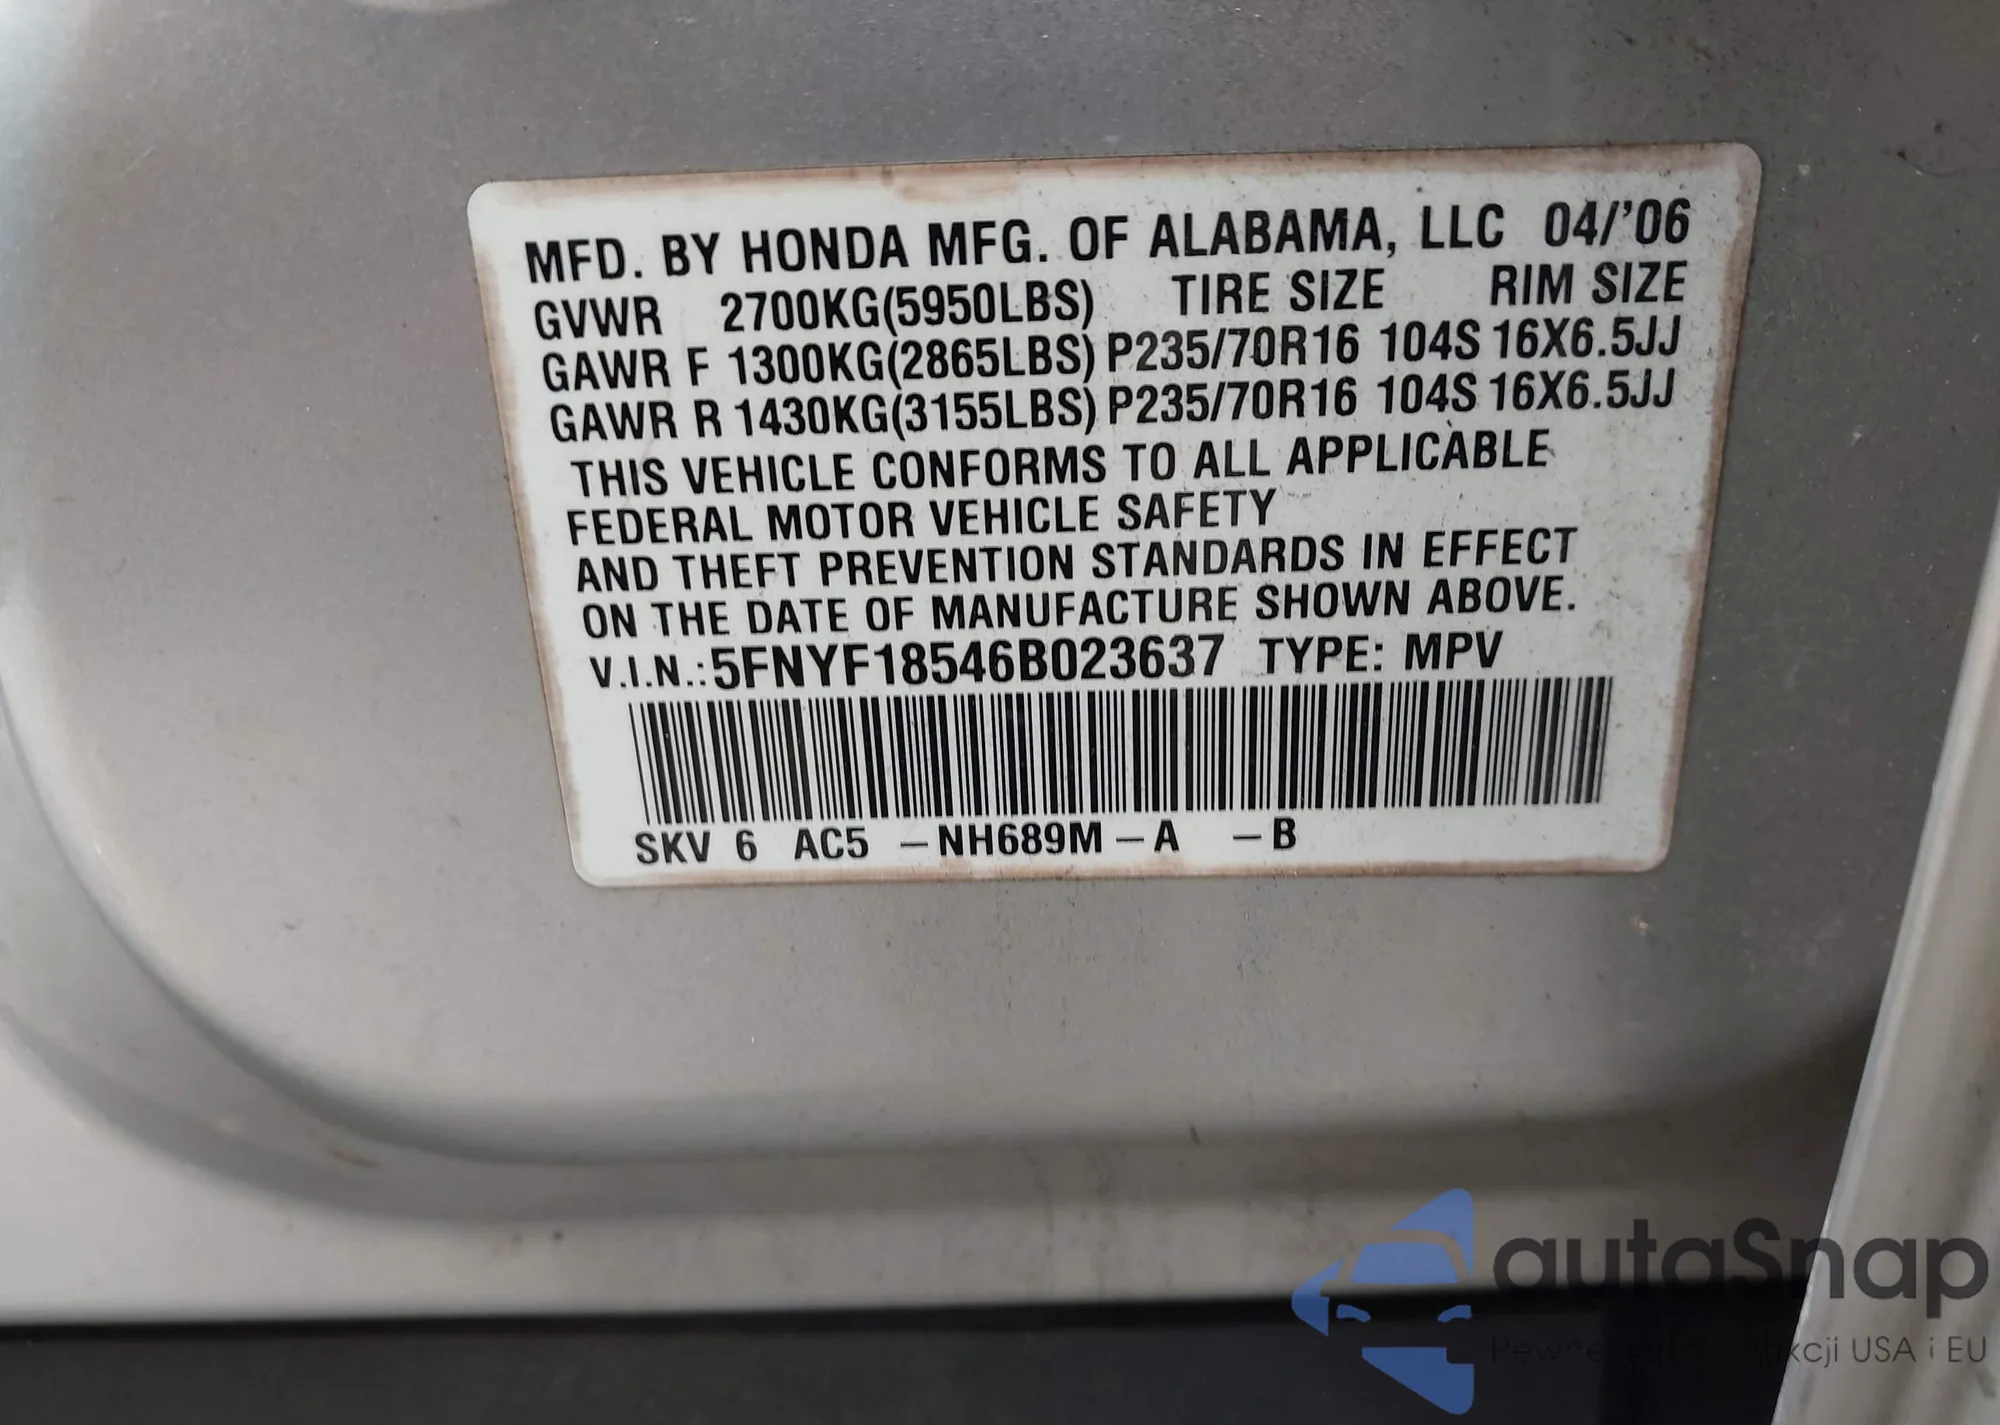 MFD. BY HONDA MFG. OF ALABAMA, LLC 04/'06
GVWR 2700KG(5950LBS) TIRE SIZE RIM SIZE
GAWR F 1300KG(2865LBS) P235/70R16 104S 16X6.5JJ
GAWR R 1430KG(3155LBS) P235/70R16 104S 16X6.5JJ
THIS VEHICLE CONFORMS TO ALL APPLICABLE
FEDERAL MOTOR VEHICLE SAFETY
AND THEFT PREVENTION STANDARDS IN EFFECT
ON THE DATE OF MANUFACTURE SHOWN ABOVE.
V.I.N.: 5FNYF18546B023637 TYPE: MPV
SKV 6 AC5 – NH689M – A – B
autaSnap
USA i EU